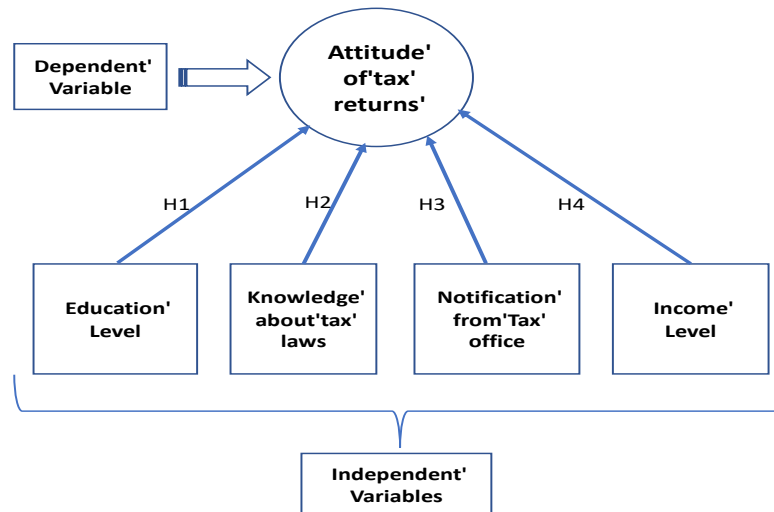 Attitude'
of'tax'
returns'
Dependent'
Variable
H1
H2
H3
H4
Education'
Level
Knowledge'
about'tax'
laws
Notification'
from'Tax'
office
Income'
Level
Independent'
Variables